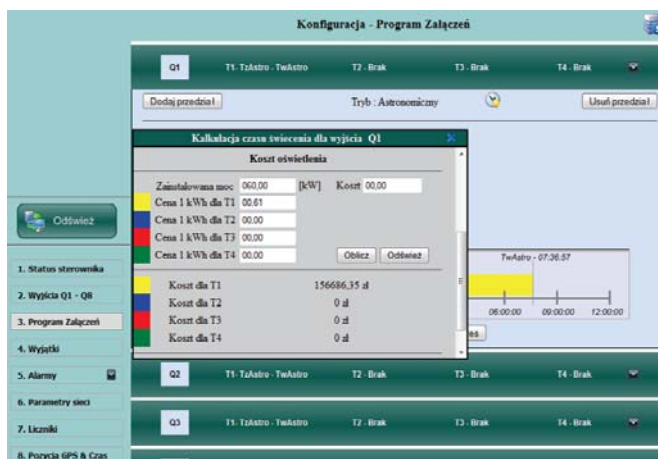 Konfiguracja - Program Załączeń
Q1 T1- TzAstro - TwAstro T2 - Brak T3 - Brak T4 - Brak
Dodaj przedział Tryb : Astronomiczny Usuń przedział
Kalkulacja czasu świecenia dla wyjścia Q1
Koszt oświetlenia
Zainstalowana moc 060,00 [kW] Koszt 00,00
Cena 1 kWh dla T1 00,61
Cena 1 kWh dla T2 00,00
Cena 1 kWh dla T3 00,00
Cena 1 kWh dla T4 00,00 Oblicz Odśwież
Koszt dla T1 156686,35 zł
Koszt dla T2 0 zł
Koszt dla T3 0 zł
Koszt dla T4 0 zł
TwAstro - 07:36:57
06:00:00 09:00:00 12:00:00
Odśwież
1. Status sterownika
2. Wyjścia Q1 - Q8
3. Program Załączeń
4. Wyjątki
5. Alarmy
6. Parametry sieci
7. Liczniki
8. Pozycja GPS & Czas
Q2 T1- TzAstro - TwAstro T2 - Brak T3 - Brak T4 - Brak
Q3 T1- TzAstro - TwAstro T2 - Brak T3 - Brak T4 - Brak